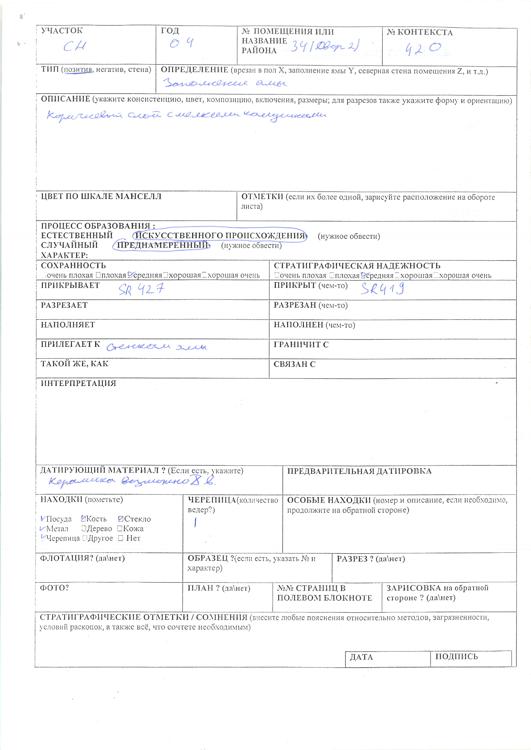 УЧАСТОК ГОД № ПОМЕЩЕНИЯ ИЛИ НАЗВАНИЕ РАЙОНА № КОНТЕКСТА
СН 04 34 (двор 2) 420
ТИП (позитив, негатив, стена) ОПРЕДЕЛЕНИЕ (врезан в пол X, заполнение ямы Y, северная стена помещения Z, и т.д.)
Заполнение ямы
ОПИСАНИЕ (укажите консистенцию, цвет, композицию, включения, размеры; для разрезов также укажите форму и ориентацию)
Коричневый слой с мелкими камушками
ЦВЕТ ПО ШКАЛЕ МАНСЕЛЛ ОТМЕТКИ (если их более одной, зарисуйте расположение на обороте
листа)
ПРОЦЕСС ОБРАЗОВАНИЯ :
ЕСТЕСТВЕННЫЙ ИСКУССТВЕННОГО ПРОИСХОЖДЕНИЯ (нужное обвести)
СЛУЧАЙНЫЙ ПРЕДНАМЕРЕННЫЙ (нужное обвести)
ХАРАКТЕР:
СОХРАННОСТЬ СТРАТИГРАФИЧЕСКАЯ НАДЕЖНОСТЬ
очень плохая плохая средняя хорошая хорошая очень очень плохая плохая средняя хорошая хорошая очень
ПРИКРЫВАЕТ SR 427 ПРИКРЫТ (чем-то) SR419
РАЗРЕЗАЕТ РАЗРЕЗАН (чем-то)
НАПОЛНЯЕТ НАПОЛНЕН (чем-то)
ПРИЛЕГАЕТ К стенкам ямы ГРАНИЧИТ С
ТАКОЙ ЖЕ, КАК СВЯЗАН С
ИНТЕРПРЕТАЦИЯ
ДАТИРУЮЩИЙ МАТЕРИАЛ ? (Если есть, укажите) ПРЕДВАРИТЕЛЬНАЯ ДАТИРОВКА
Керамика возможно в.
НАХОДКИ (пометьте) ЧЕРЕПИЦА(количество ведер?) ОСОБЫЕ НАХОДКИ (номер и описание, если необходимо,
продолжите на обратной стороне)
Посуда Кость Стекло 1
Метал Дерево Кожа
Черепица Другое Нет
ФЛОТАЦИЯ? (да\нет) ОБРАЗЕЦ ?(если есть, указать № и характер) РАЗРЕЗ ? (да\нет)
ФОТО? ПЛАН ? (да\нет) №№ СТРАНИЦ В ПОЛЕВОМ БЛОКНОТЕ ЗАРИСОВКА на обратной стороне ? (да\нет)
СТРАТИГРАФИЧЕСКИЕ ОТМЕТКИ / СОМНЕНИЯ (внесите любые пояснения относительно методов, загрязненности,
условий раскопок, а также всё, что сочтете необходимым)
ДАТА ПОДПИСЬ